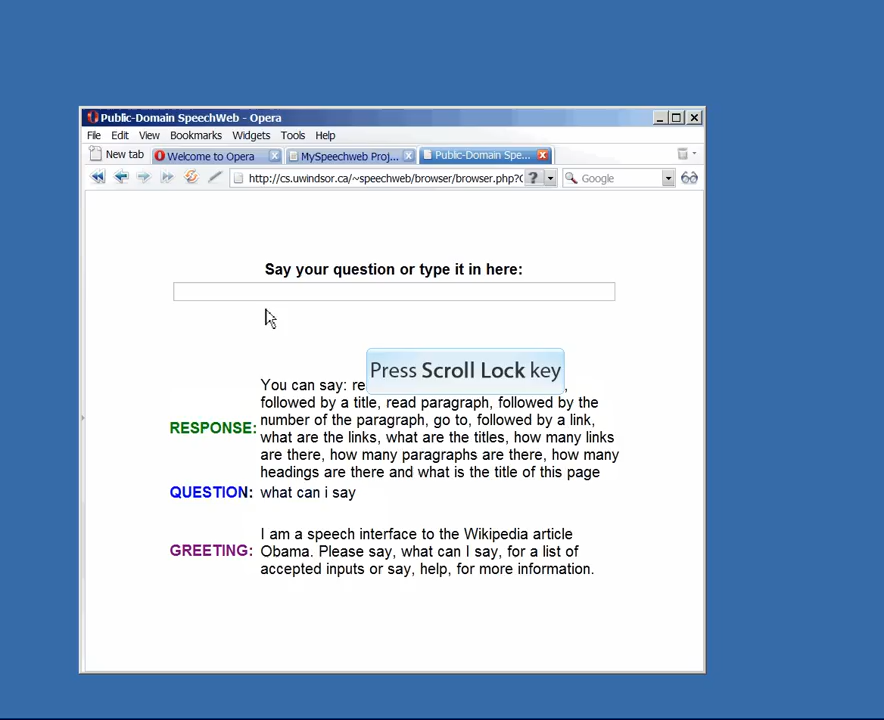 Public-Domain SpeechWeb - Opera
File Edit View Bookmarks Widgets Tools Help
New tab Welcome to Opera MySpeechweb Proj... Public-Domain Spe...
http://cs.uwindsor.ca/~speechweb/browser/browser.php? ? Google
Say your question or type it in here:
Press Scroll Lock key
You can say:
followed by a title, read paragraph, followed by the
number of the paragraph, go to, followed by a link,
RESPONSE: what are the links, what are the titles, how many links
are there, how many paragraphs are there, how many
headings are there and what is the title of this page
QUESTION: what can i say
I am a speech interface to the Wikipedia article
GREETING: Obama. Please say, what can I say, for a list of
accepted inputs or say, help, for more information.